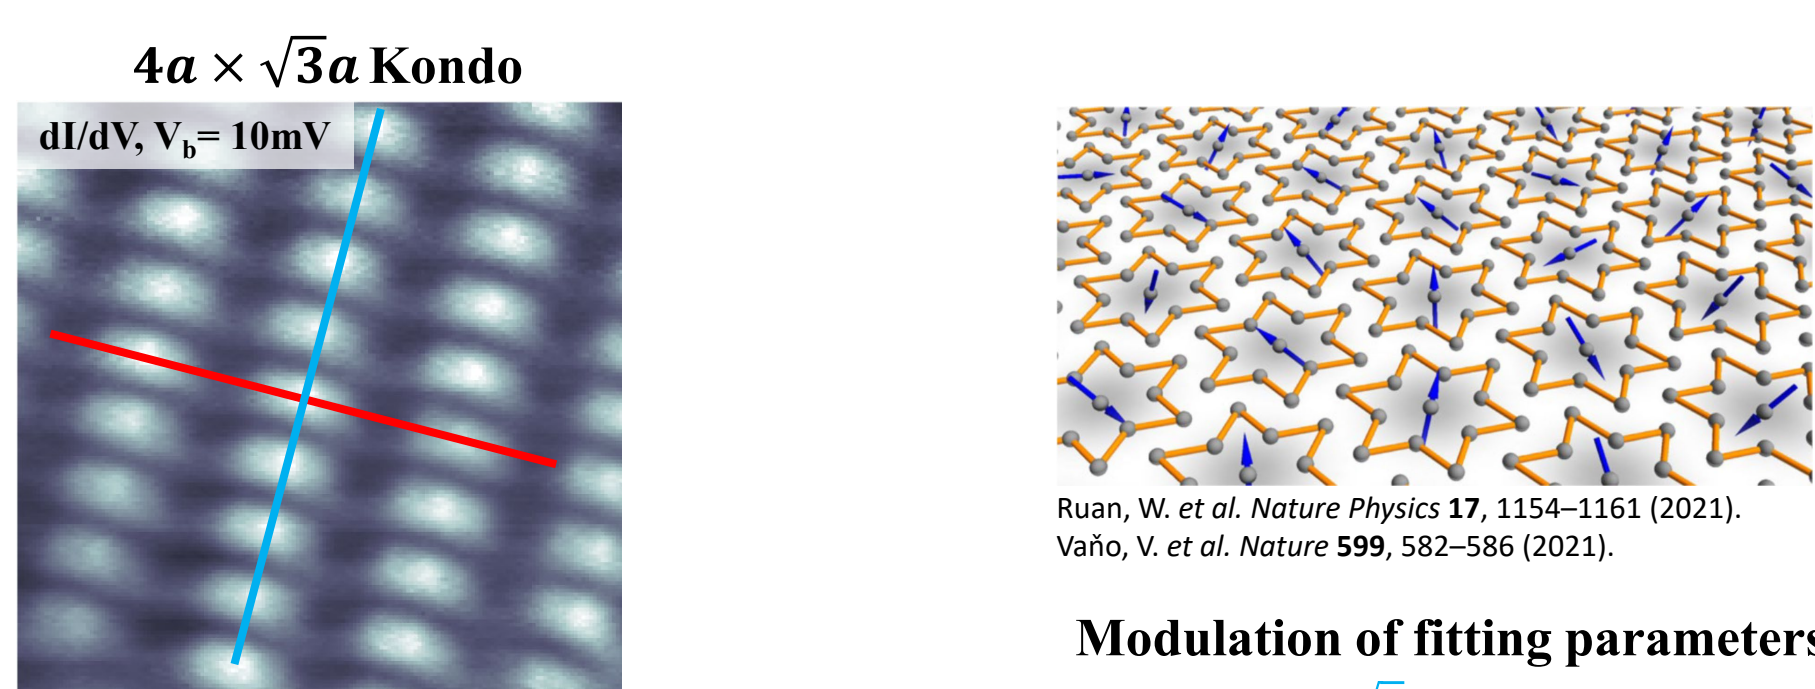 4a × √3a Kondo
dI/dV, Vb= 10mV
Ruan, W. et al. Nature Physics 17, 1154–1161 (2021).
Vaňo, V. et al. Nature 599, 582–586 (2021).
Modulation of fitting parameters